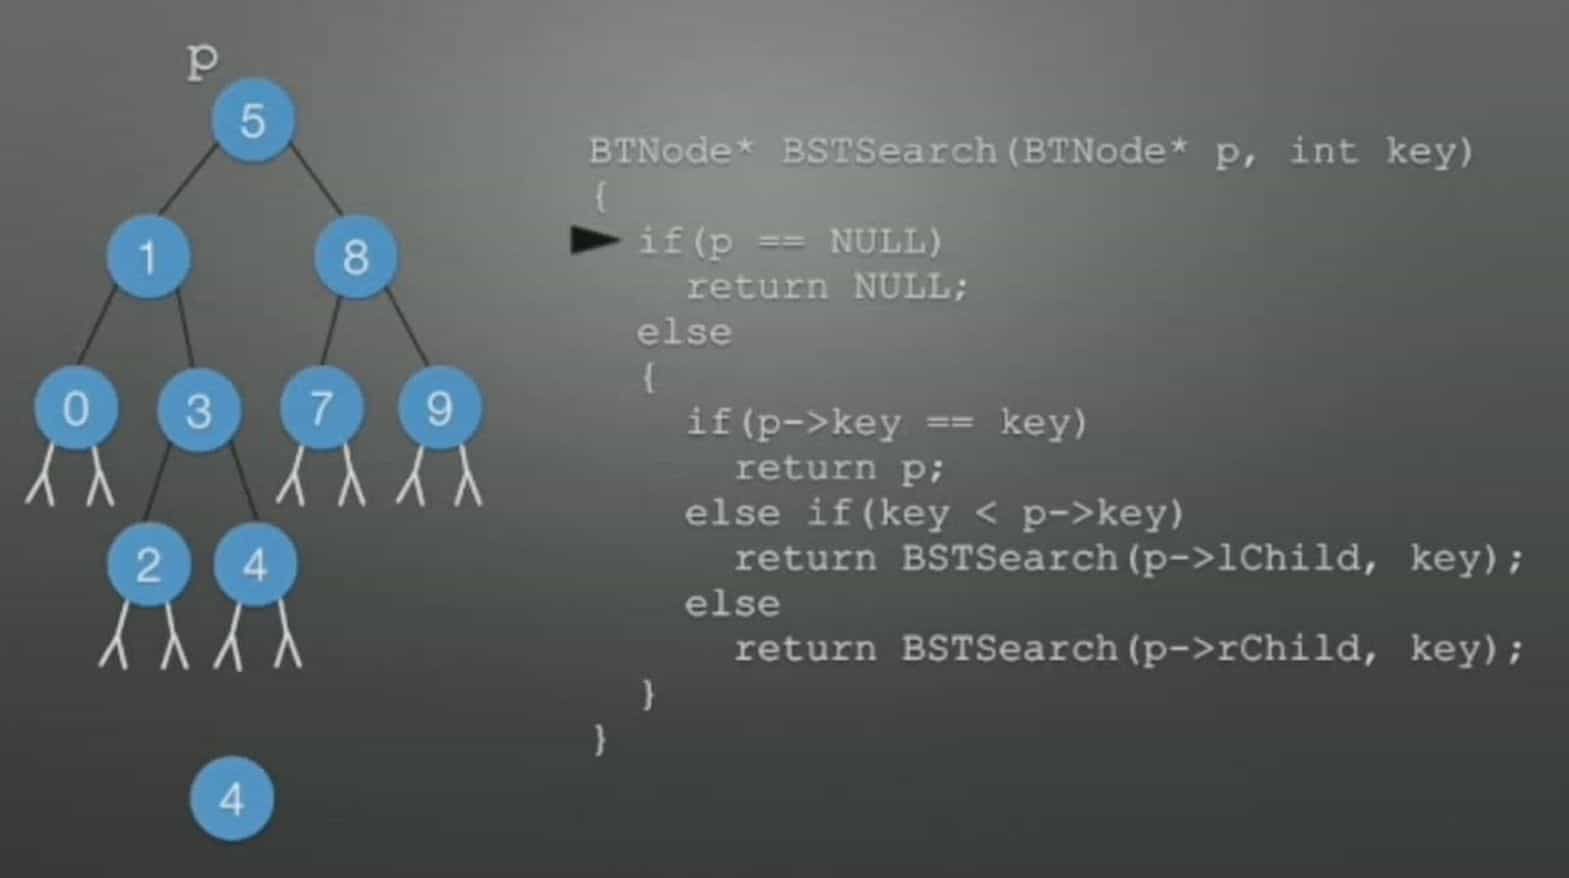 p
5
1 8
0 3 7 9
2 4
4
BTNode* BSTSearch(BTNode* p, int key)
{
if(p == NULL)
return NULL;
else
{
if(p->key == key)
return p;
else if(key < p->key)
return BSTSearch(p->lChild, key);
else
return BSTSearch(p->rChild, key);
}
}